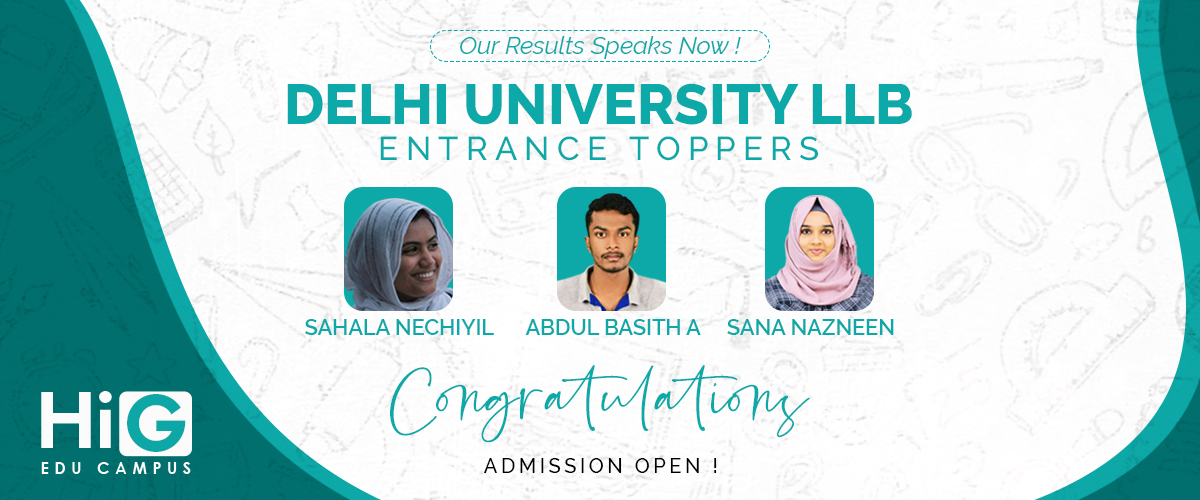 Our Results Speaks Now !
DELHI UNIVERSITY LLB
ENTRANCE TOPPERS
SAHALA NECHIYIL
ABDUL BASITH A
SANA NAZNEEN
Congratulations
ADMISSION OPEN !
HiG
EDU CAMPUS